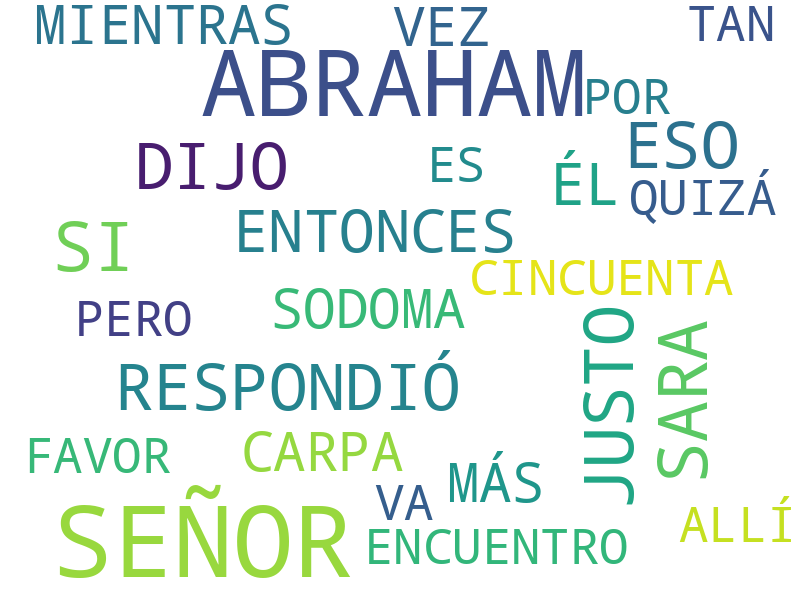 MIENTRAS VEZ TAN
ABRAHAM
POR
DIJO ES ESO
ÉL QUIZÁ
SI ENTONCES
CINCUENTA
PERO SODOMA
JUSTO SARA
RESPONDIÓ
FAVOR CARPA
MÁS
SEÑOR VA ALLÍ
ENCUENTRO